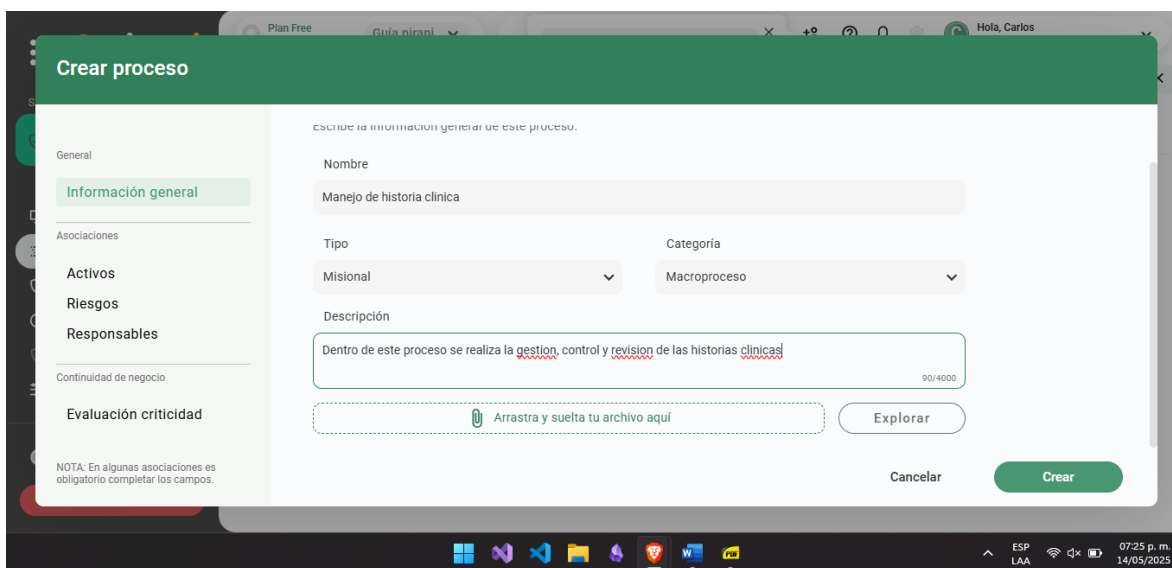 Plan Free
Guía pirani
Hola, Carlos
Crear proceso
General
Información general
Asociaciones
Activos
Riesgos
Responsables
Continuidad de negocio
Evaluación criticidad
NOTA: En algunas asociaciones es
obligatorio completar los campos.
Escribe la información general de este proceso.
Nombre
Manejo de historia clinica
Tipo
Categoría
Misional
Macroproceso
Descripción
Dentro de este proceso se realiza la gestion, control y revision de las historias clinicas
90/4000
Arrastra y suelta tu archivo aquí
Explorar
Cancelar
Crear
ESP
LAA
07:25 p. m.
14/05/2025